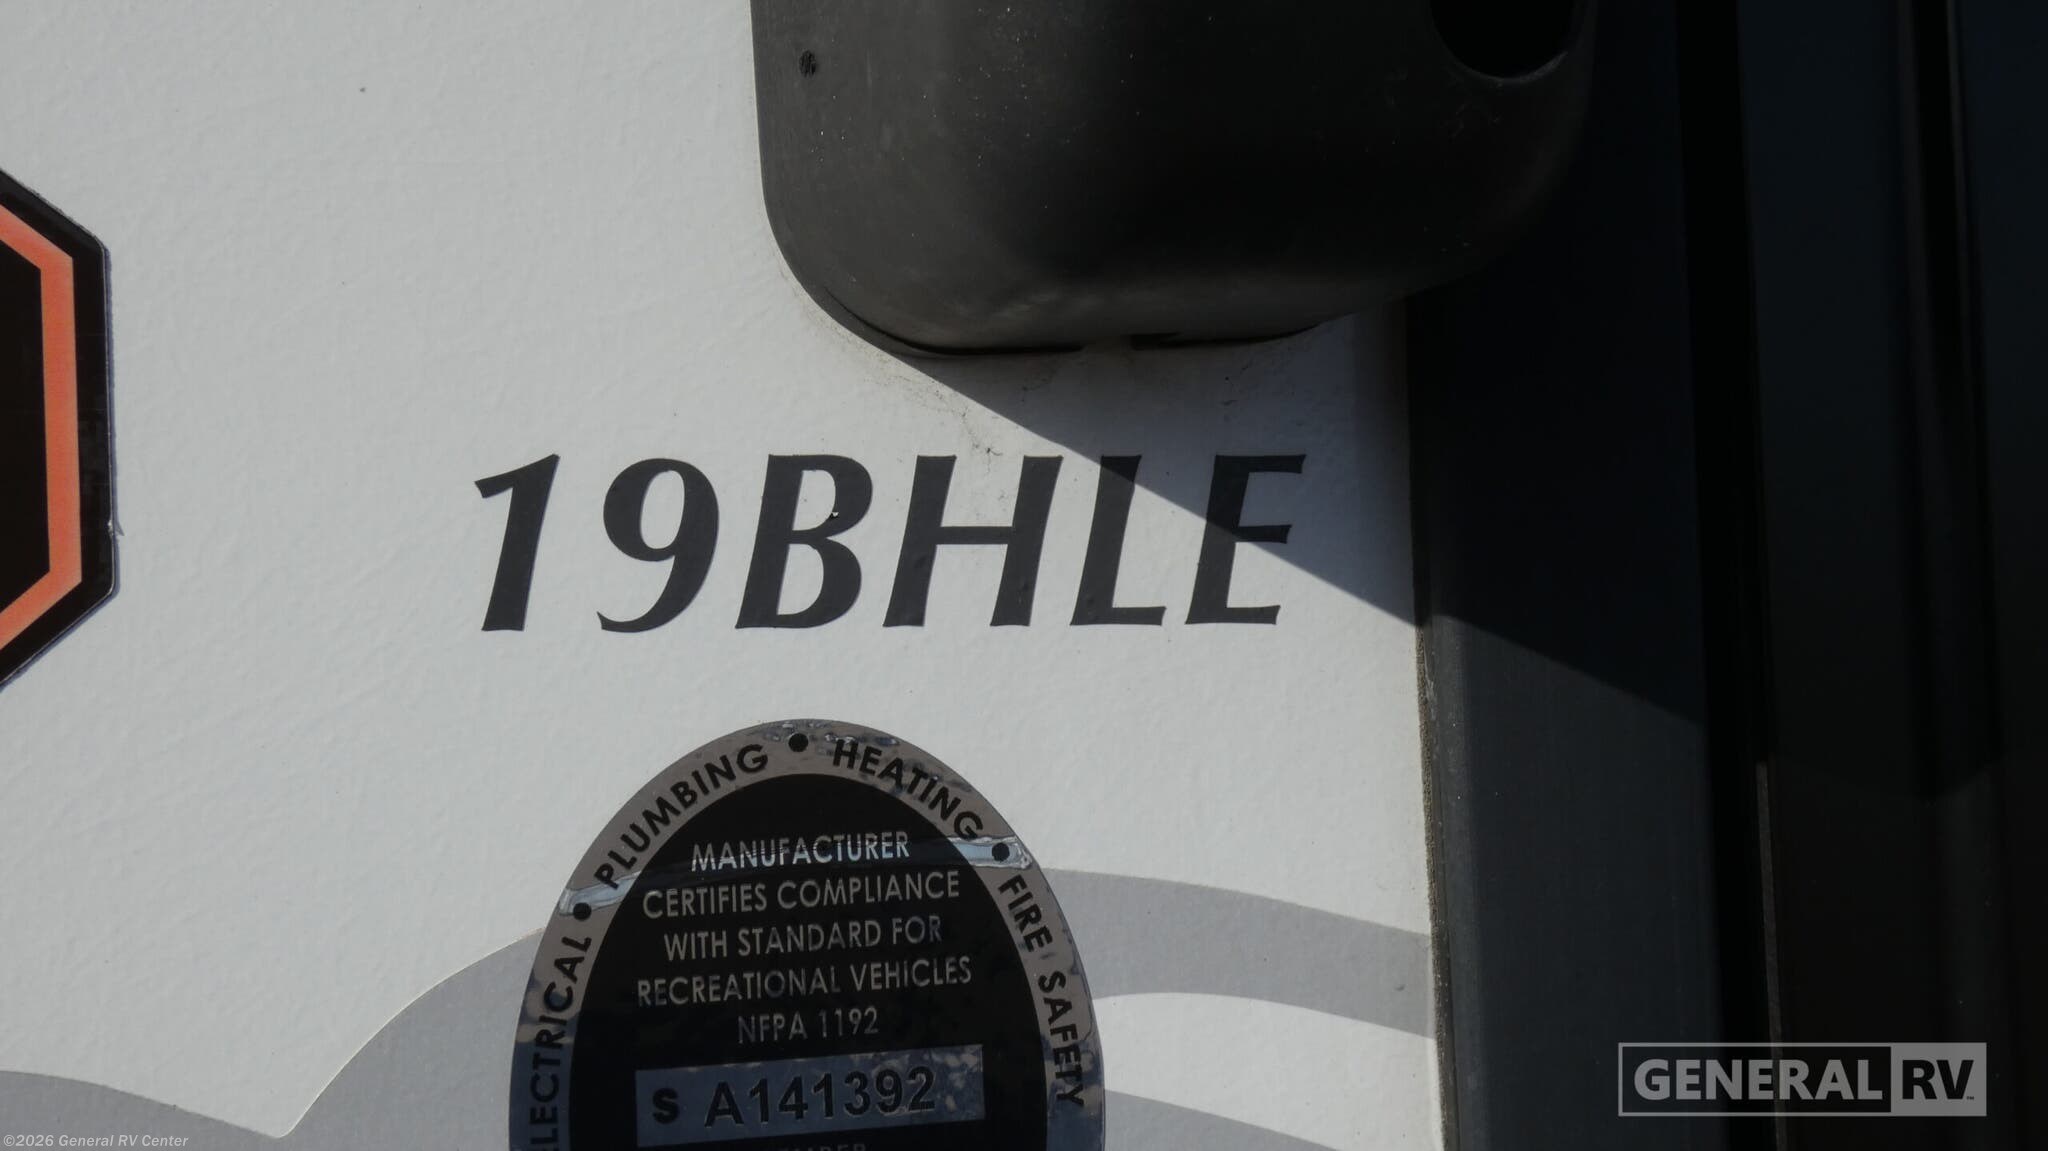 19BHLE
ELECTRICAL • PLUMBING • HEATING • FIRE SAFETY
MANUFACTURER
CERTIFIES COMPLIANCE
WITH STANDARD FOR
RECREATIONAL VEHICLES
NFPA 1192
S A141392
GENERAL RV
©2026 General RV Center